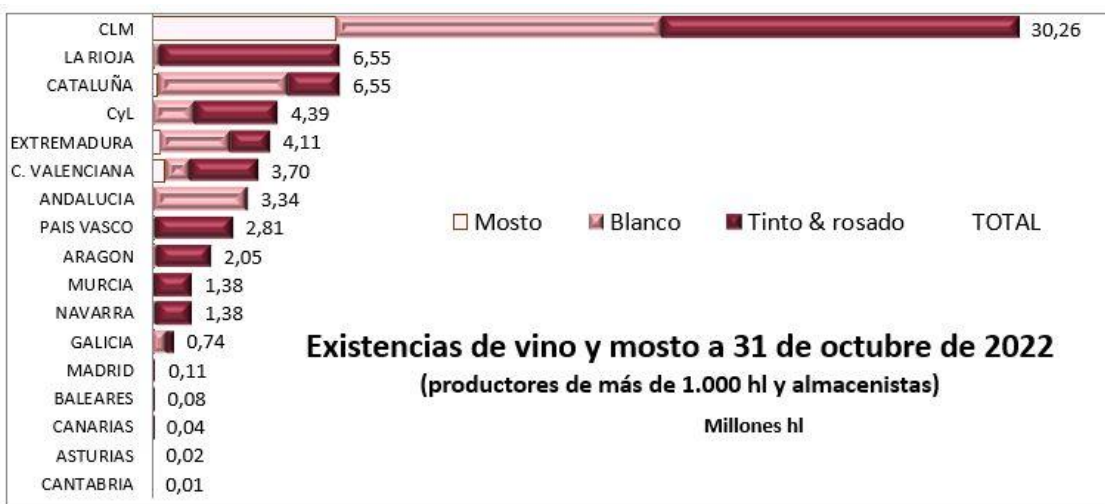 CLM 30,26
LA RIOJA 6,55
CATALUÑA 6,55
CyL 4,39
EXTREMADURA 4,11
C. VALENCIANA 3,70
ANDALUCIA 3,34
Mosto Blanco Tinto & rosado TOTAL
PAIS VASCO 2,81
ARAGON 2,05
MURCIA 1,38
NAVARRA 1,38
GALICIA 0,74
Existencias de vino y mosto a 31 de octubre de 2022
(productores de más de 1.000 hl y almacenistas)
Millones hl
MADRID 0,11
BALEARES 0,08
CANARIAS 0,04
ASTURIAS 0,02
CANTABRIA 0,01